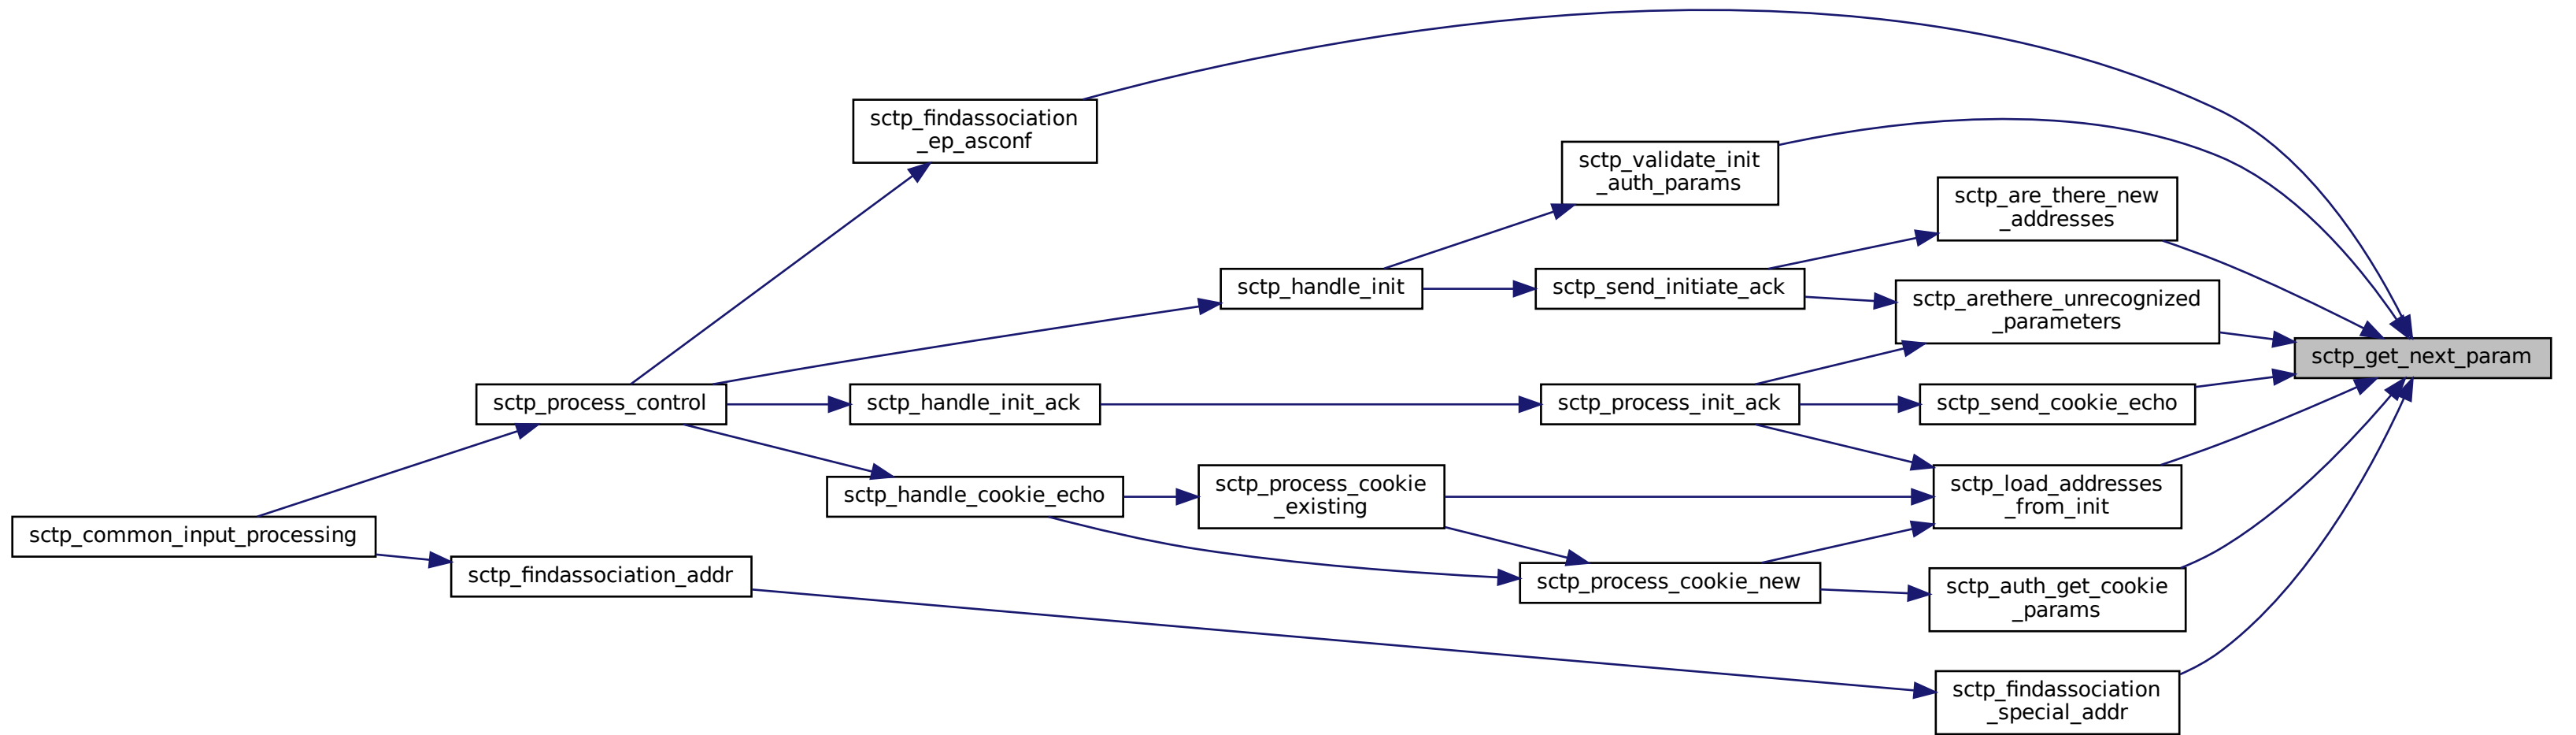 sctp_findassociation
_ep_asconf
sctp_validate_init
_auth_params
sctp_are_there_new
_addresses
sctp_handle_init
sctp_send_initiate_ack
sctp_arethere_unrecognized
_parameters
sctp_get_next_param
sctp_process_control
sctp_handle_init_ack
sctp_process_init_ack
sctp_send_cookie_echo
sctp_handle_cookie_echo
sctp_process_cookie
_existing
sctp_load_addresses
_from_init
sctp_common_input_processing
sctp_findassociation_addr
sctp_process_cookie_new
sctp_auth_get_cookie
_params
sctp_findassociation
_special_addr